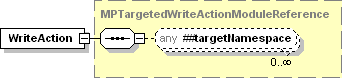 MPTargetedWriteActionModuleReference
WriteAction
any ##targetNamespace
0..∞